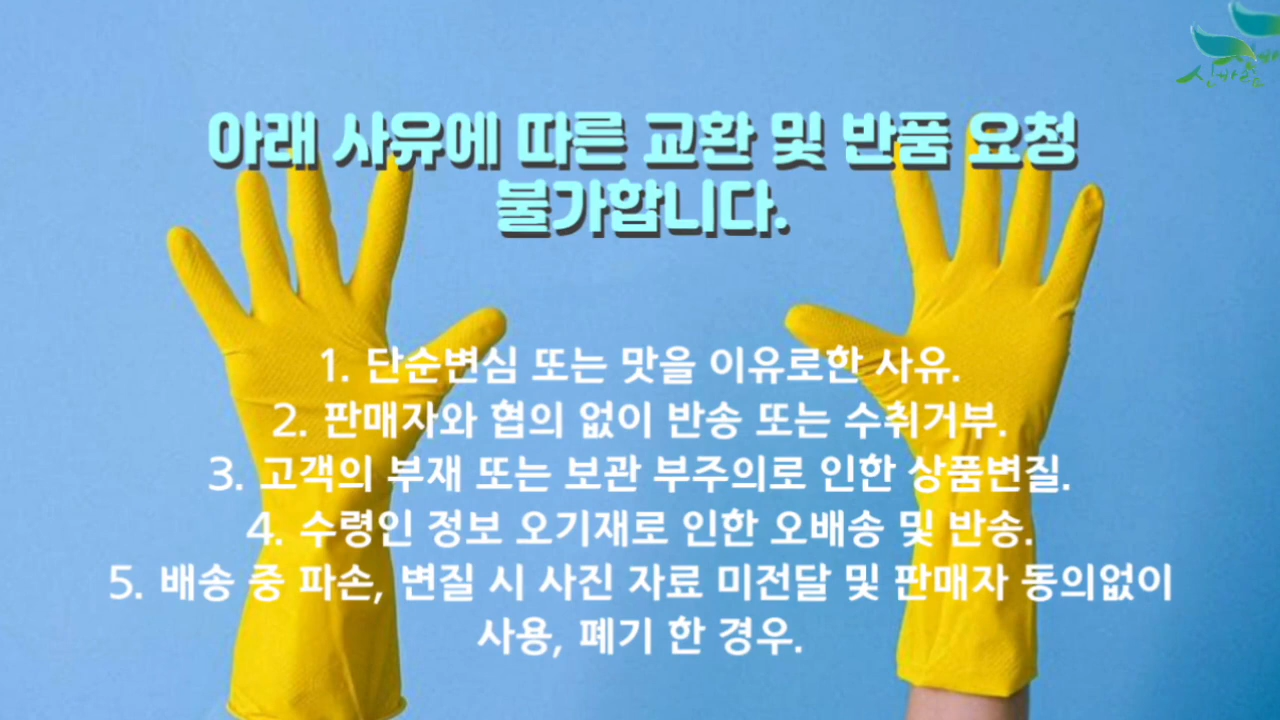 신바람
아래 사유에 따른 교환 및 반품 요청
불가합니다.
1. 단순변심 또는 맛을 이유로한 사유.
2. 판매자와 협의 없이 반송 또는 수취거부.
3. 고객의 부재 또는 보관 부주의로 인한 상품변질.
4. 수령인 정보 오기재로 인한 오배송 및 반송.
5. 배송 중 파손, 변질 시 사진 자료 미전달 및 판매자 동의없이
사용, 폐기 한 경우.